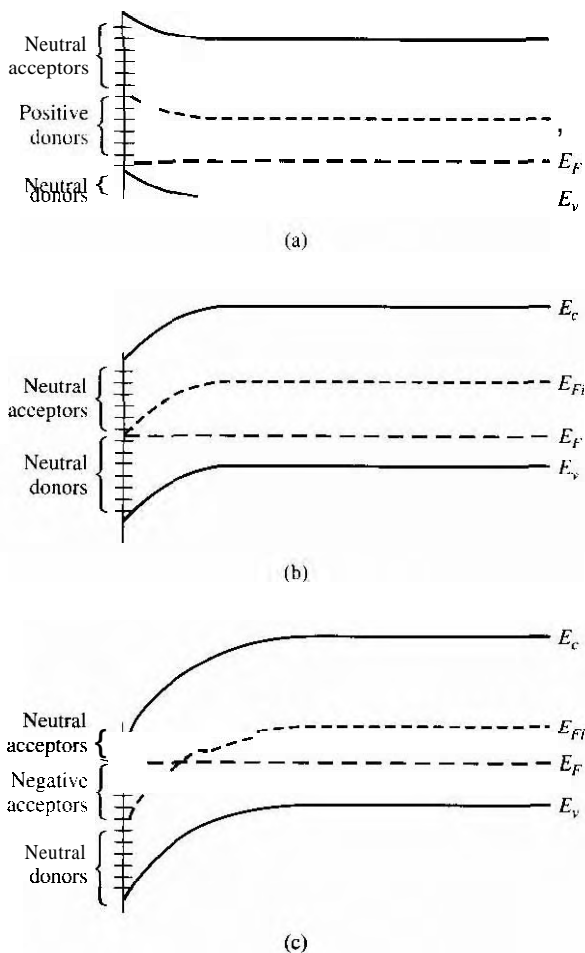 Neutral
acceptors
Positive
donors
,
E_F
Neutral
donors
E_v
(a)
E_c
Neutral
acceptors
E_Fi
E_F
Neutral
donors
E_v
(b)
E_c
Neutral
acceptors
E_Fi
E_F
Negative
acceptors
E_v
Neutral
donors
(c)